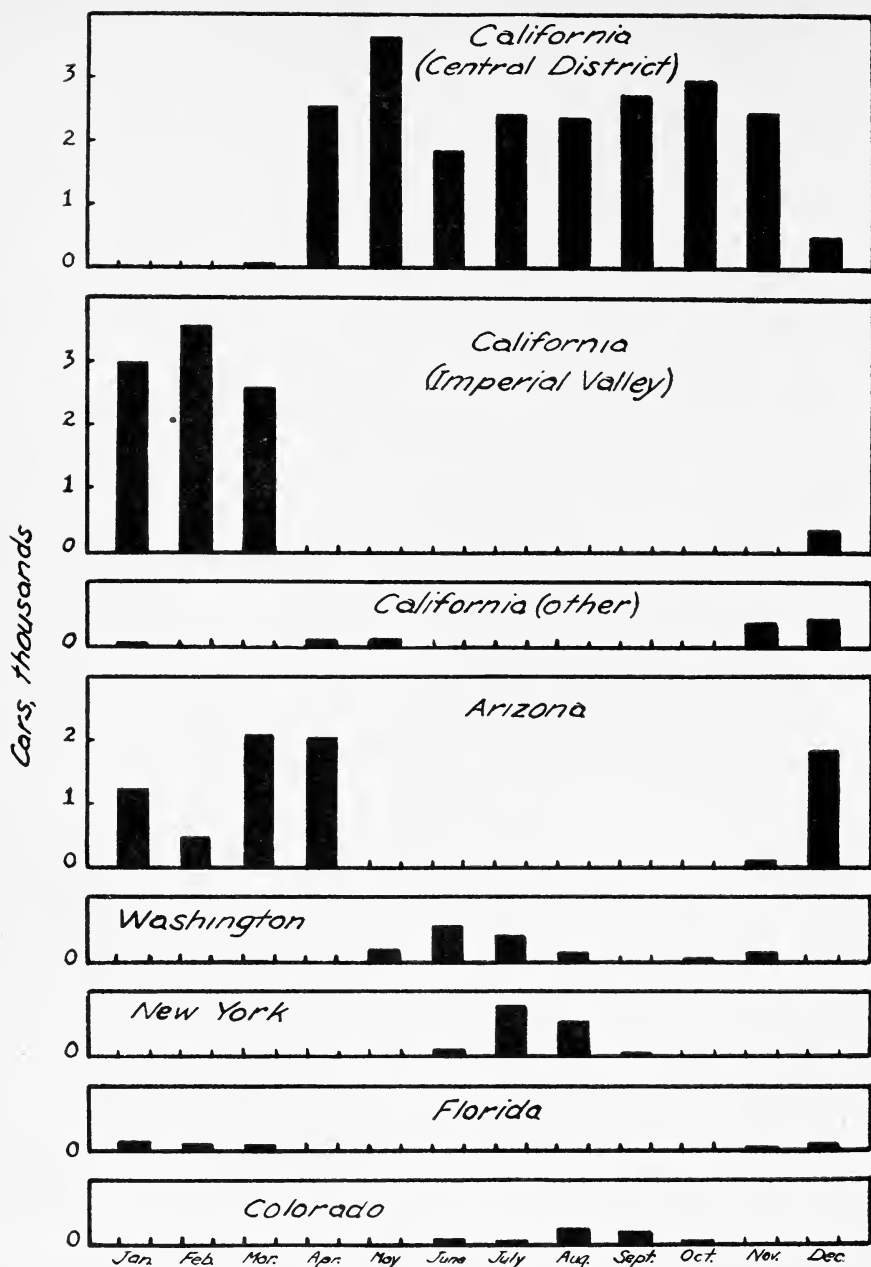 California
(Central District)
3
2
1
0
California
(Imperial Valley)
3
2
1
0
Cars, thousands
California (other)
0
Arizona
2
1
0
Washington
0
New York
0
Florida
0
Colorado
0
Jan. Feb. Mar. Apr. May June July Aug. Sept. Oct. Nov. Dec.